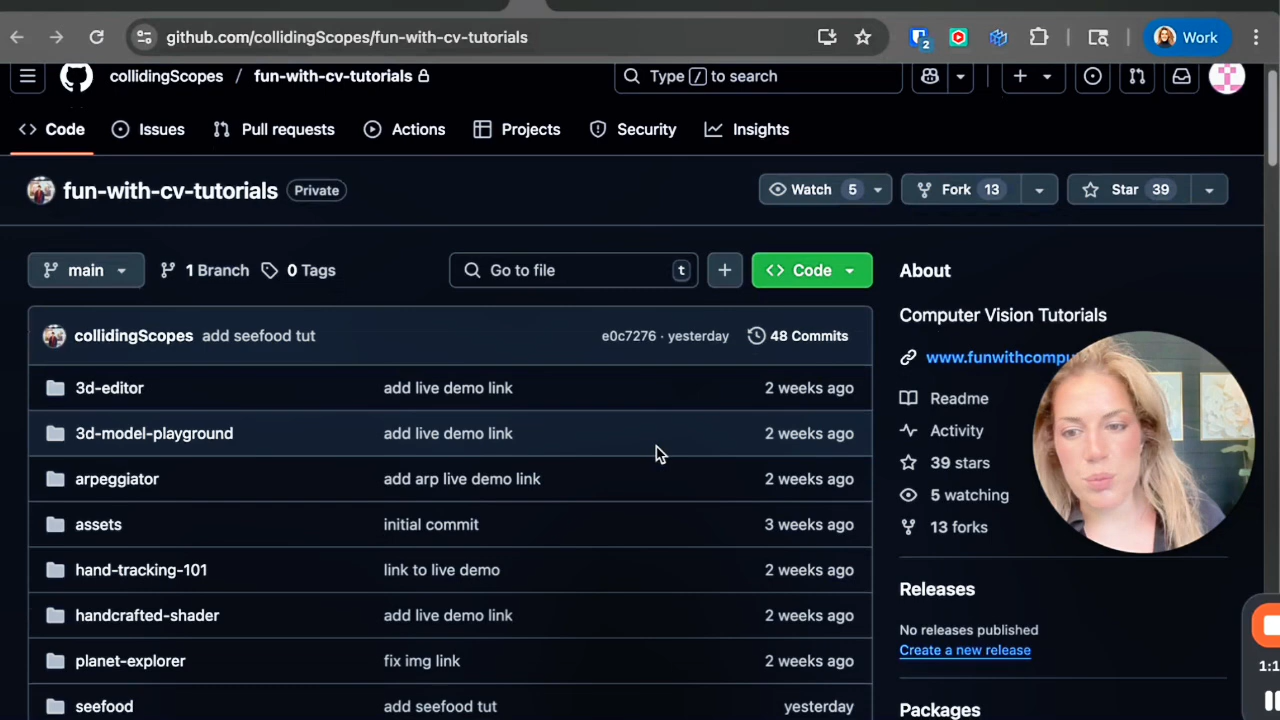 github.com/collidingScopes/fun-with-cv-tutorials
2
Work
collidingScopes / fun-with-cv-tutorials
Type / to search
Code
Issues
Pull requests
Actions
Projects
Security
Insights
fun-with-cv-tutorials
Private
Watch 5
Fork 13
Star 39
main
1 Branch
0 Tags
Go to file
t
Code
About
Computer Vision Tutorials
collidingScopes add seefood tut e0c7276 · yesterday 48 Commits
www.funwithcompu
3d-editor add live demo link 2 weeks ago
Readme
3d-model-playground add live demo link 2 weeks ago
Activity
39 stars
arpeggiator add arp live demo link 2 weeks ago
5 watching
assets initial commit 3 weeks ago
13 forks
hand-tracking-101 link to live demo 2 weeks ago
Releases
handcrafted-shader add live demo link 2 weeks ago
No releases published
Create a new release
planet-explorer fix img link 2 weeks ago
1:1
seefood add seefood tut yesterday
Packages